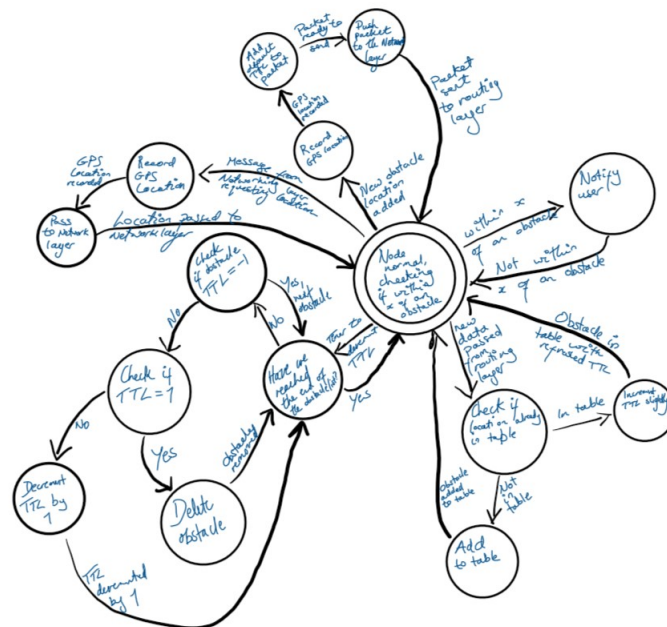 Add
default
TTL to
packet
Packet
ready to
send
Push
packet
to the Network
layer
GPS
location
recorded
Record
GPS location
Packet
sent
to routing
layer
New obstacle
location
added
GPS
location
recorded
Record
GPS
Location
Message from
Networking layer
requesting location
Pass
to Network
layer
Location passed to
Network layer
Notify
user
within x
of an obstacle
Not within
x of an obstacle
Node
normal,
checking
if within
x of an
obstacle
check
if obstacle
TTL=-1
Yes,
next
obstacle
No
No
Time to
decrement
TTL
Have we
reached
the end of
the obstacle list?
Yes
Check if
TTL=1
No
Yes
Decrement
TTL by
1
Delete
obstacle
Obstacle
removed
TTL
decremented
by 1
new
data
passed
from
routing
layer
Check if
location already
in table
in table
Increment
TTL slightly
Obstacle in
table with
increased TTL
Not
in
table
Add
to table
Obstacle
added to table